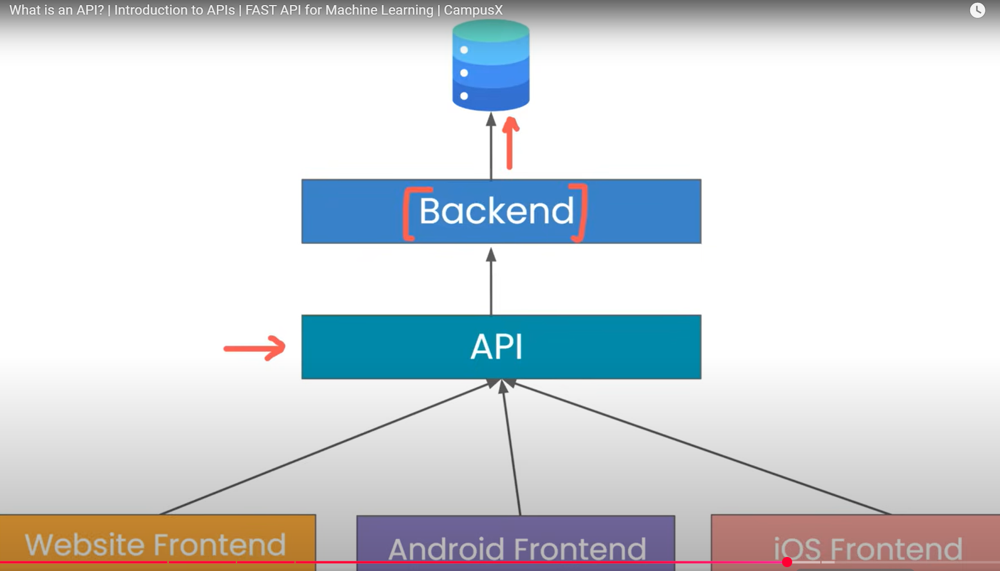 What is an API? | Introduction to APIs | FAST API for Machine Learning | CampusX
Backend
API
Website Frontend
Android Frontend
iOS Frontend